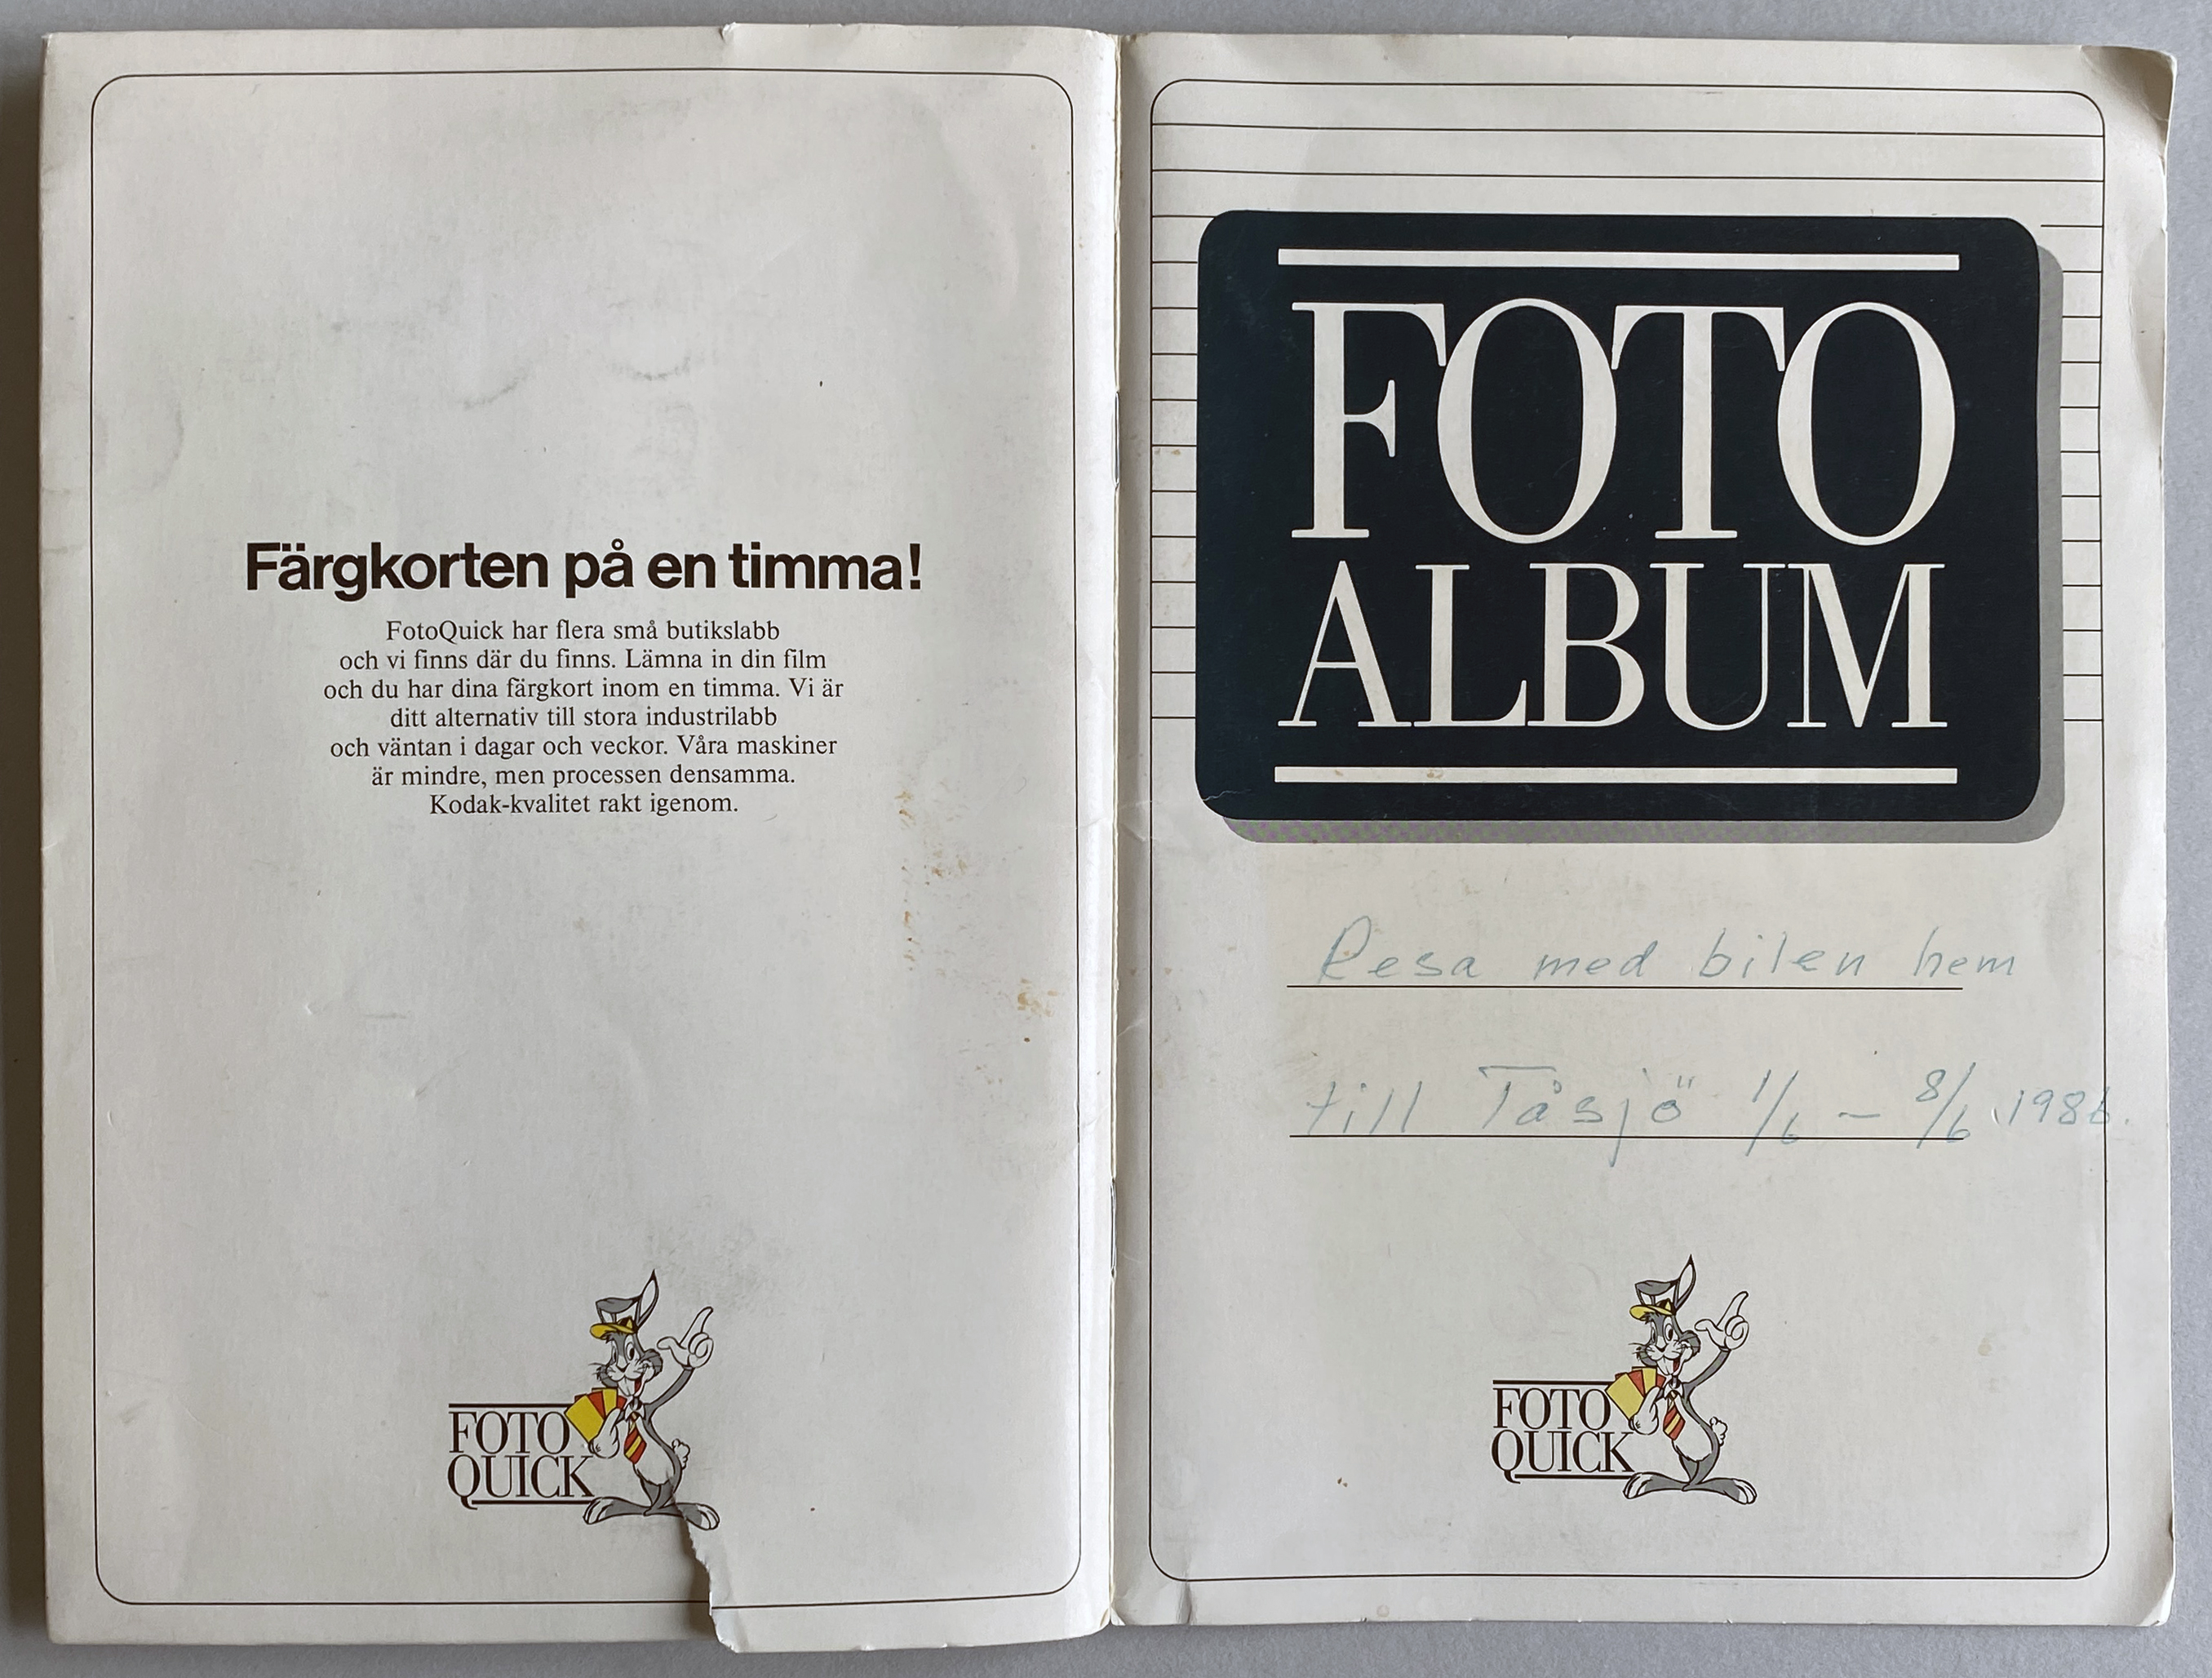 Färgkorten på en timma!
FotoQuick har flera små butikslabb
och vi finns där du finns. Lämna in din film
och du har dina färgkort inom en timma. Vi är
ditt alternativ till stora industrilabb
och väntan i dagar och veckor. Våra maskiner
är mindre, men processen densamma.
Kodak-kvalitet rakt igenom.
FOTO
QUICK
FOTO
ALBUM
Resa med bilen hem
till Tåsjö 1/6 – 8/6 1986.
FOTO
QUICK